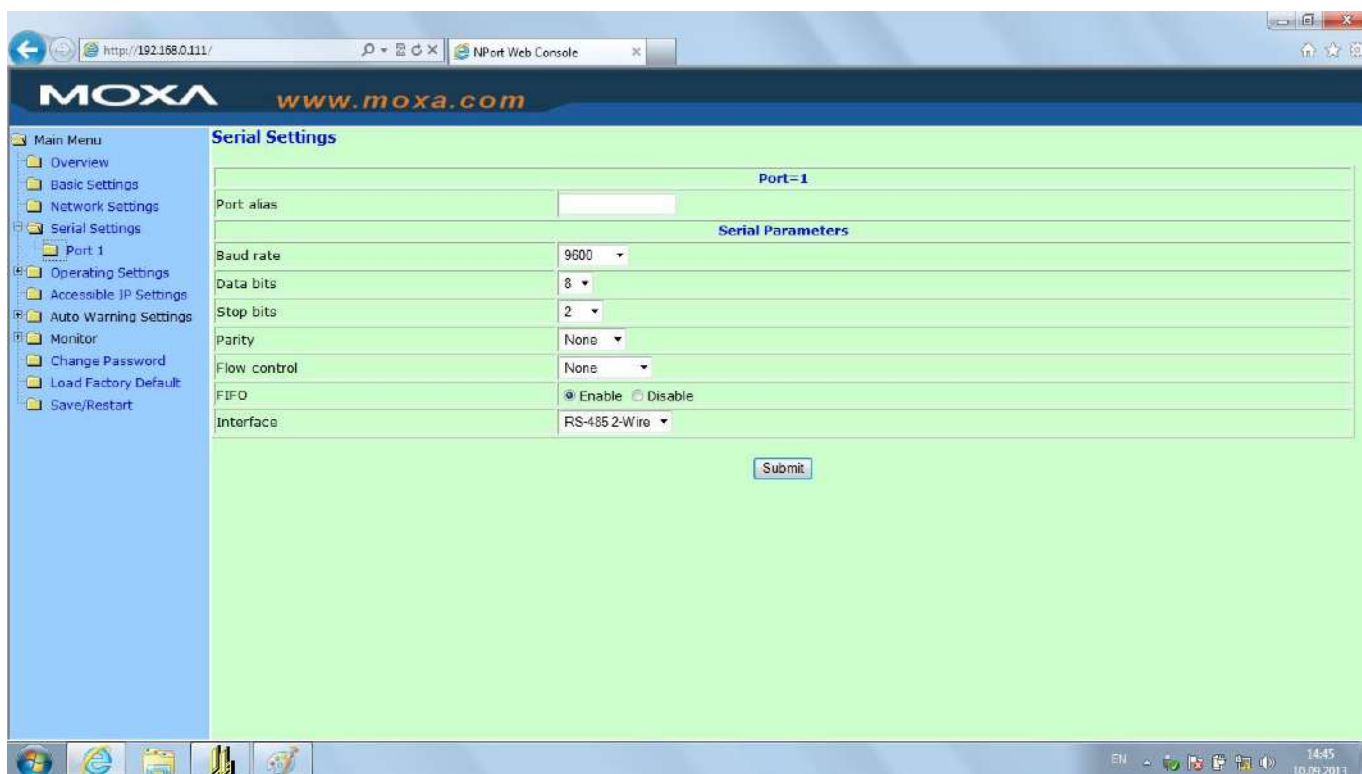 http://192.168.0.111/
NPort Web Console
MOXA www.moxa.com
Main Menu
Overview
Basic Settings
Network Settings
Serial Settings
Port 1
Operating Settings
Accessible IP Settings
Auto Warning Settings
Monitor
Change Password
Load Factory Default
Save/Restart
Serial Settings
Port=1
Port alias
Serial Parameters
Baud rate 9600
Data bits 8
Stop bits 2
Parity None
Flow control None
FIFO Enable Disable
Interface RS-485 2-Wire
Submit
EN 14:45
10.09.2013